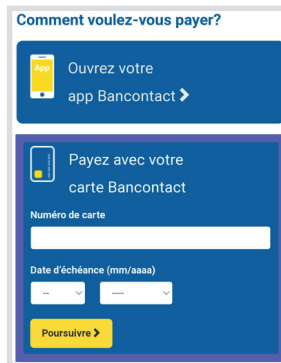 Comment voulez-vous payer?
App
Ouvrez votre
app Bancontact
Payez avec votre
carte Bancontact
Numéro de carte
Date d'échéance (mm/aaaa)
-- ----
Poursuivre